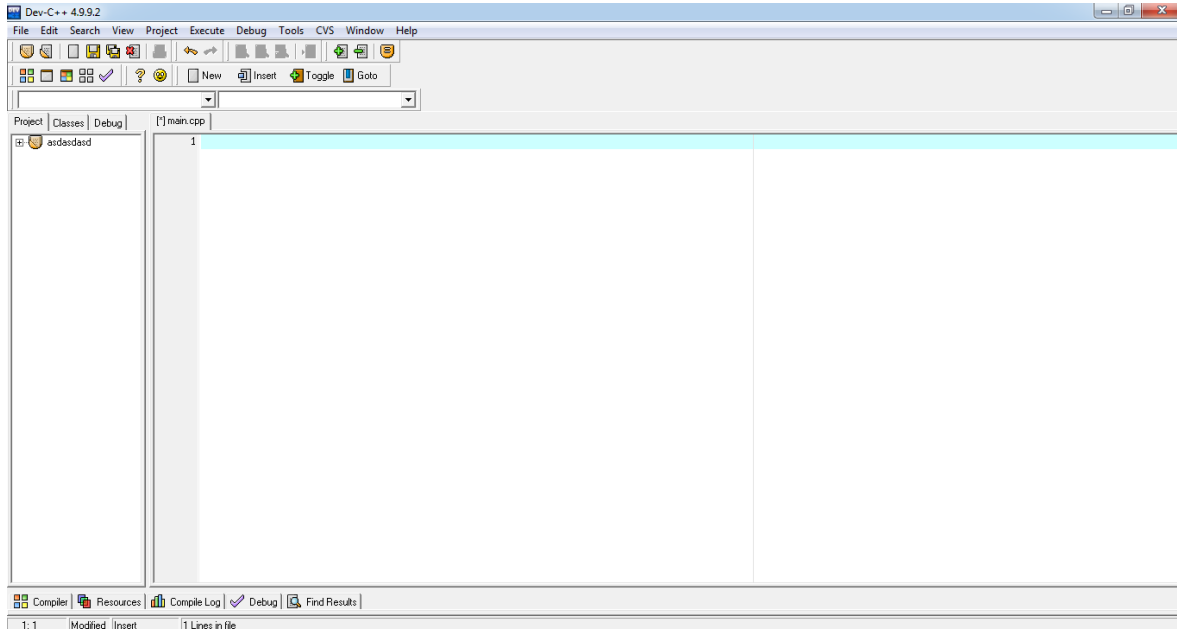 Dev-C++ 4.9.9.2
File Edit Search View Project Execute Debug Tools CVS Window Help
New Insert Toggle Goto
Project Classes Debug [*] main.cpp
asdasdasd 1
Compiler Resources Compile Log Debug Find Results
1: 1 Modified Insert 1 Lines in file